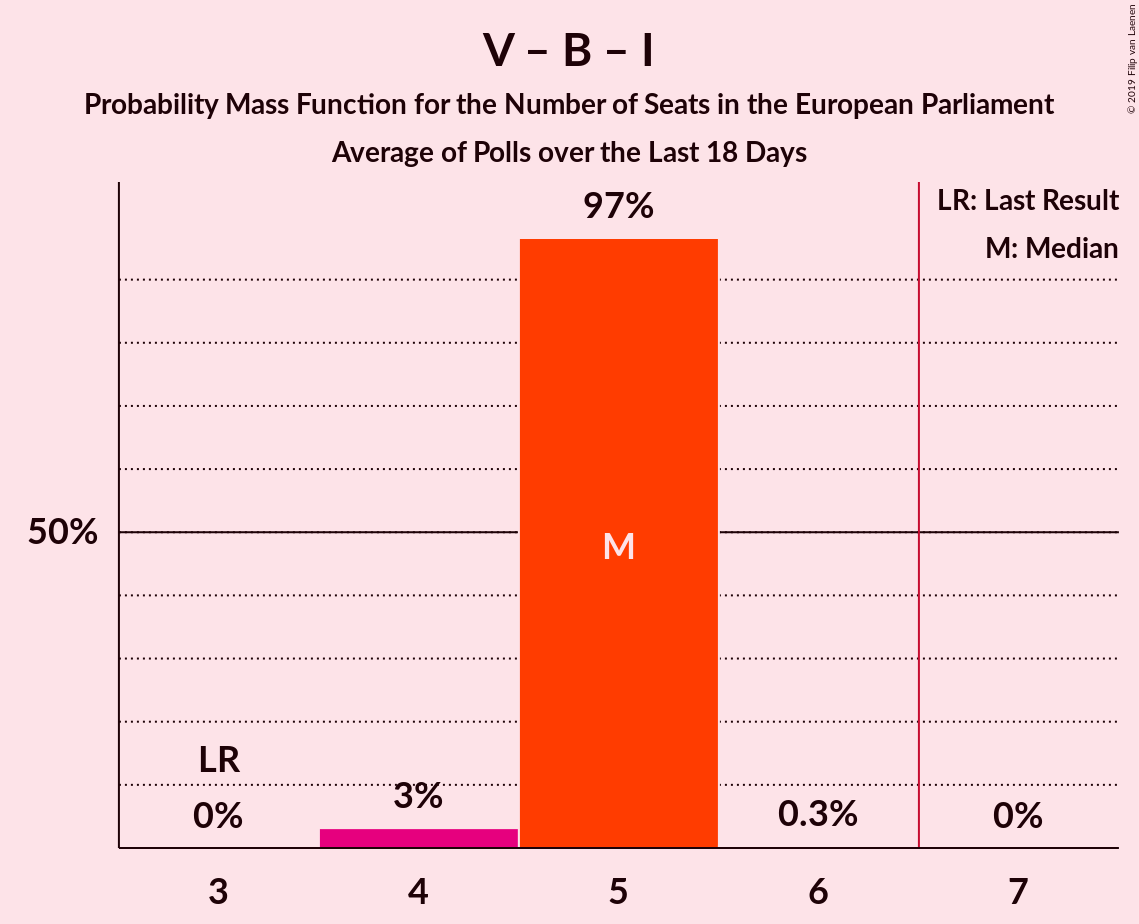 V – B – I
Probability Mass Function for the Number of Seats in the European Parliament
Average of Polls over the Last 18 Days
© 2019 Filip van Laenen
LR: Last Result
M: Median
97%
50%
M
LR
0%
3%
0.3%
0%
3
4
5
6
7